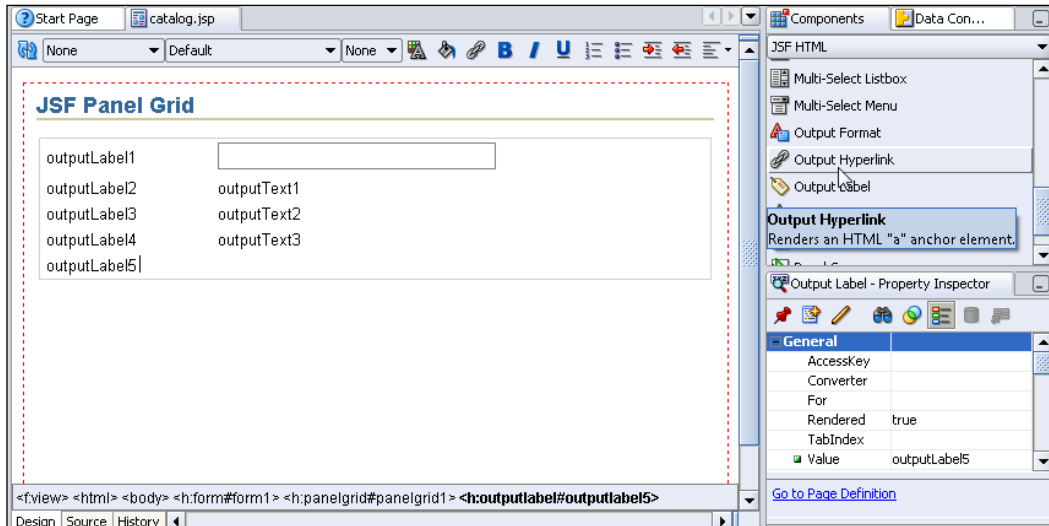 Start Page
catalog.jsp
None
Default
None
B I U
JSF Panel Grid
outputLabel1
outputLabel2 outputText1
outputLabel3 outputText2
outputLabel4 outputText3
outputLabel5
<f:view> <html> <body> <h:form#form1> <h:panelgrid#panelgrid1> <h:outputlabel#outputlabel5>
Design Source History
Components
Data Con...
JSF HTML
Multi-Select Listbox
Multi-Select Menu
Output Format
Output Hyperlink
Output Label
Output Hyperlink
Renders an HTML "a" anchor element.
Output Label - Property Inspector
General
AccessKey
Converter
For
Rendered true
TabIndex
Value outputLabel5
Go to Page Definition